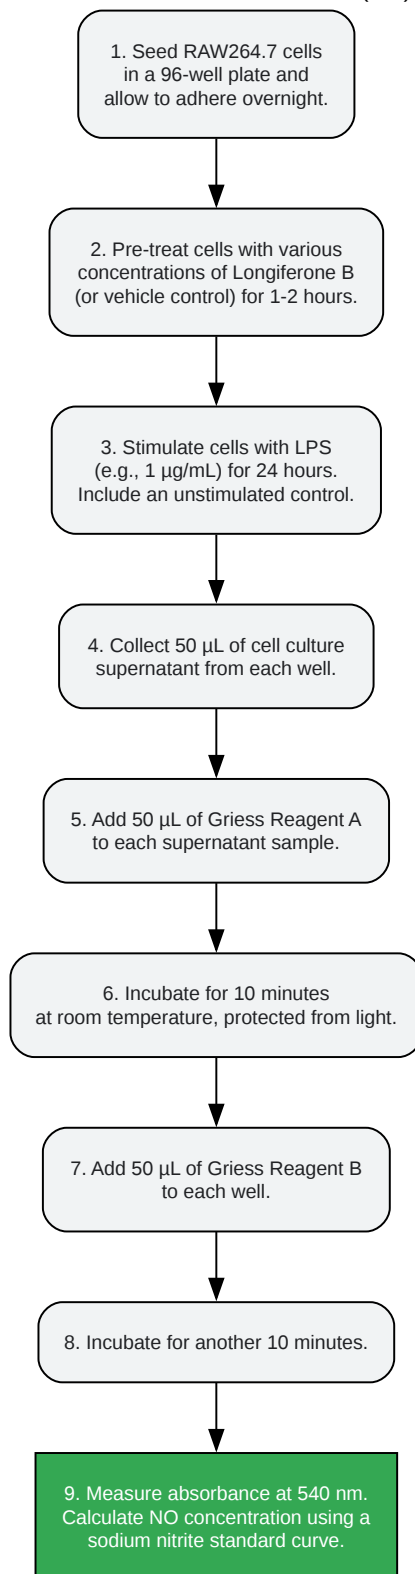 1. Seed RAW264.7 cells
in a 96-well plate and
allow to adhere overnight.
2. Pre-treat cells with various
concentrations of Longiferone B
(or vehicle control) for 1-2 hours.
3. Stimulate cells with LPS
(e.g., 1 µg/mL) for 24 hours.
Include an unstimulated control.
4. Collect 50 µL of cell culture
supernatant from each well.
5. Add 50 µL of Griess Reagent A
to each supernatant sample.
6. Incubate for 10 minutes
at room temperature, protected from light.
7. Add 50 µL of Griess Reagent B
to each well.
8. Incubate for another 10 minutes.
9. Measure absorbance at 540 nm.
Calculate NO concentration using a
sodium nitrite standard curve.